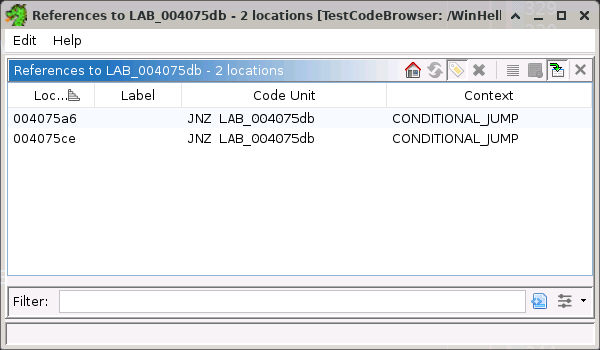 References to LAB_004075db - 2 locations [TestCodeBrowser: /WinHell
Edit Help
References to LAB_004075db - 2 locations
Loc... Label Code Unit Context
004075a6 JNZ LAB_004075db CONDITIONAL_JUMP
004075ce JNZ LAB_004075db CONDITIONAL_JUMP
Filter: